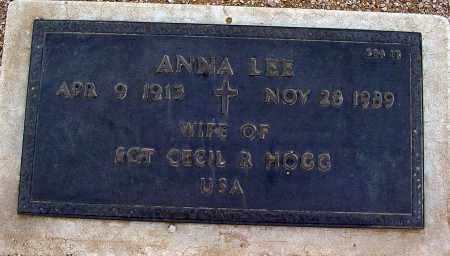 ANNA LEE
APR 9 1913 NOV 28 1989
WIFE OF
SGT CECIL R HOGG
USA